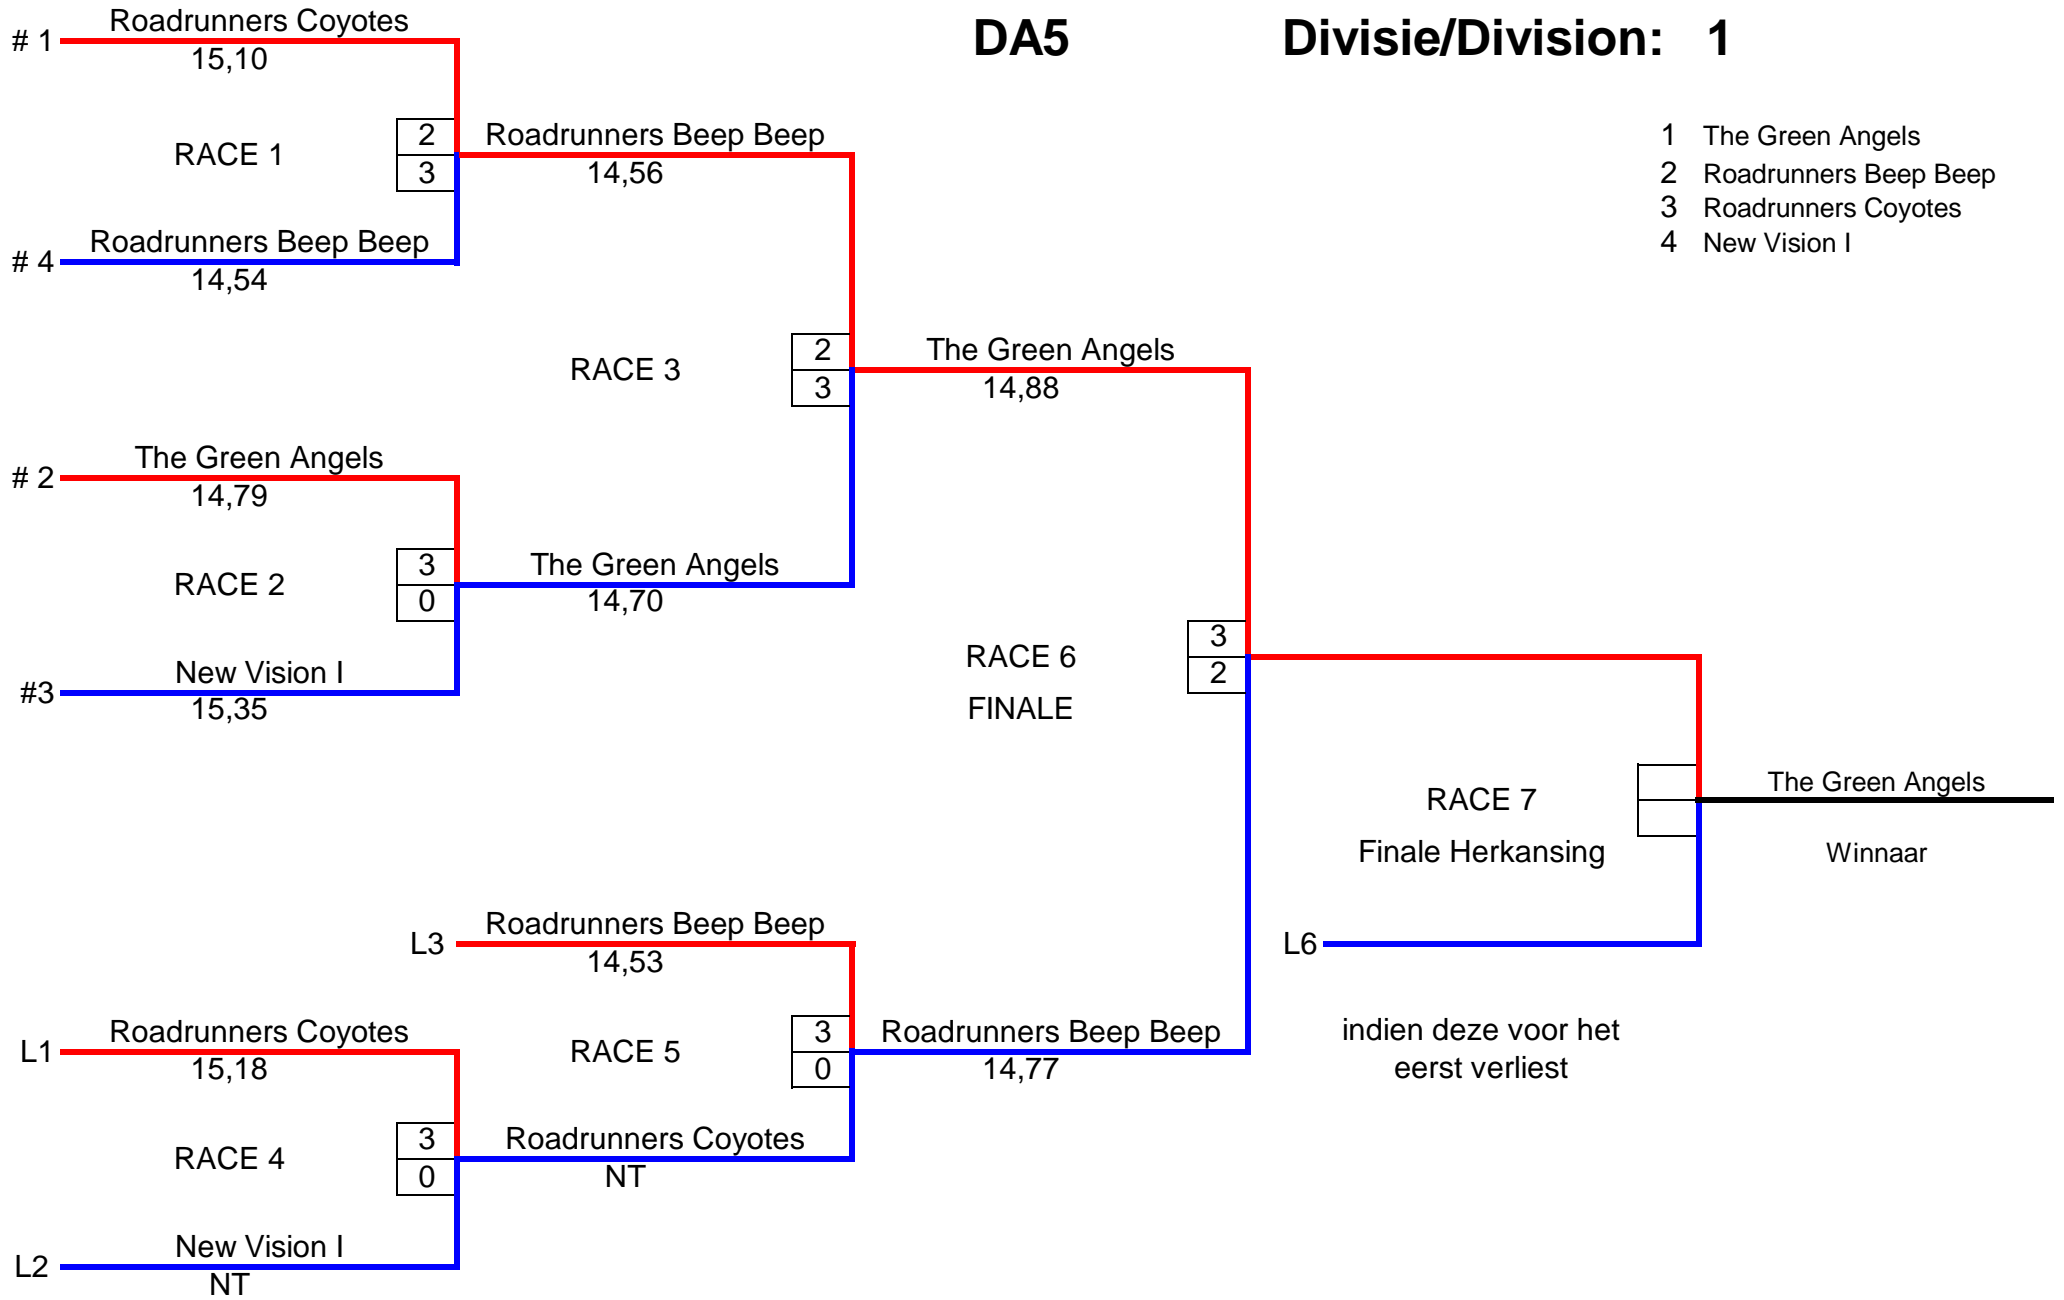 DA5 Divisie/Division: 1
Roadrunners Coyotes
# 1
15,10
RACE 1
2
3
Roadrunners Beep Beep
# 4
14,54
Roadrunners Beep Beep
14,56
1 The Green Angels
2 Roadrunners Beep Beep
3 Roadrunners Coyotes
4 New Vision I
RACE 3
2
3
The Green Angels
14,88
The Green Angels
# 2
14,79
RACE 2
3
0
New Vision I
#3
15,35
The Green Angels
14,70
RACE 6
FINALE
3
2
RACE 7
Finale Herkansing
The Green Angels
Winnaar
L6
indien deze voor het
eerst verliest
Roadrunners Beep Beep
L3
14,53
RACE 5
3
0
Roadrunners Beep Beep
14,77
Roadrunners Coyotes
L1
15,18
RACE 4
3
0
Roadrunners Coyotes
NT
New Vision I
L2
NT